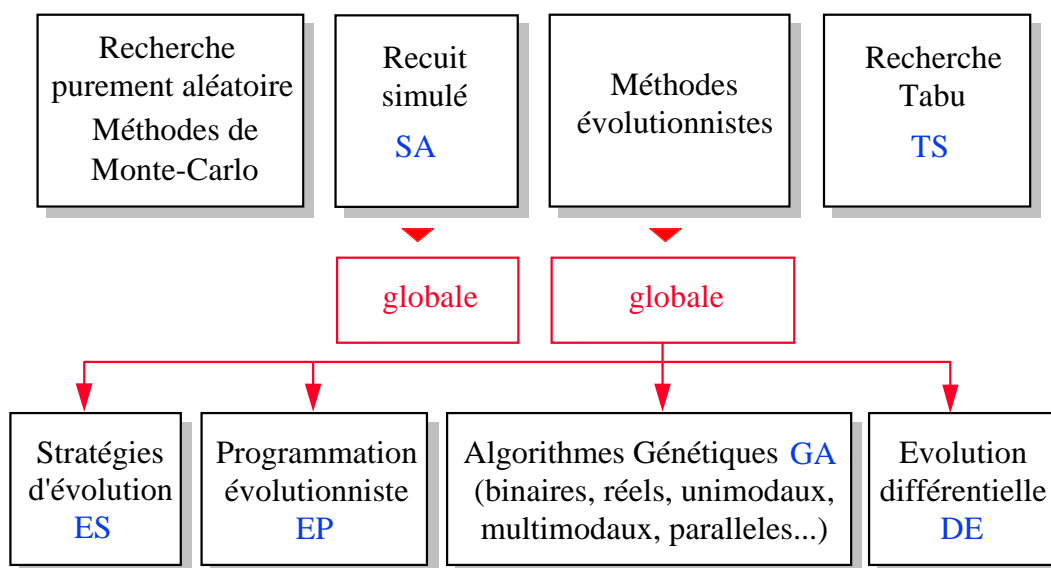 Recherche
purement aléatoire
Méthodes de
Monte-Carlo
Recuit
simulé
SA
Méthodes
évolutionnistes
Recherche
Tabu
TS
globale
globale
Stratégies
d'évolution
ES
Programmation
évolutionniste
EP
Algorithmes Génétiques GA
(binaires, réels, unimodaux,
multimodaux, paralleles...)
Evolution
différentielle
DE